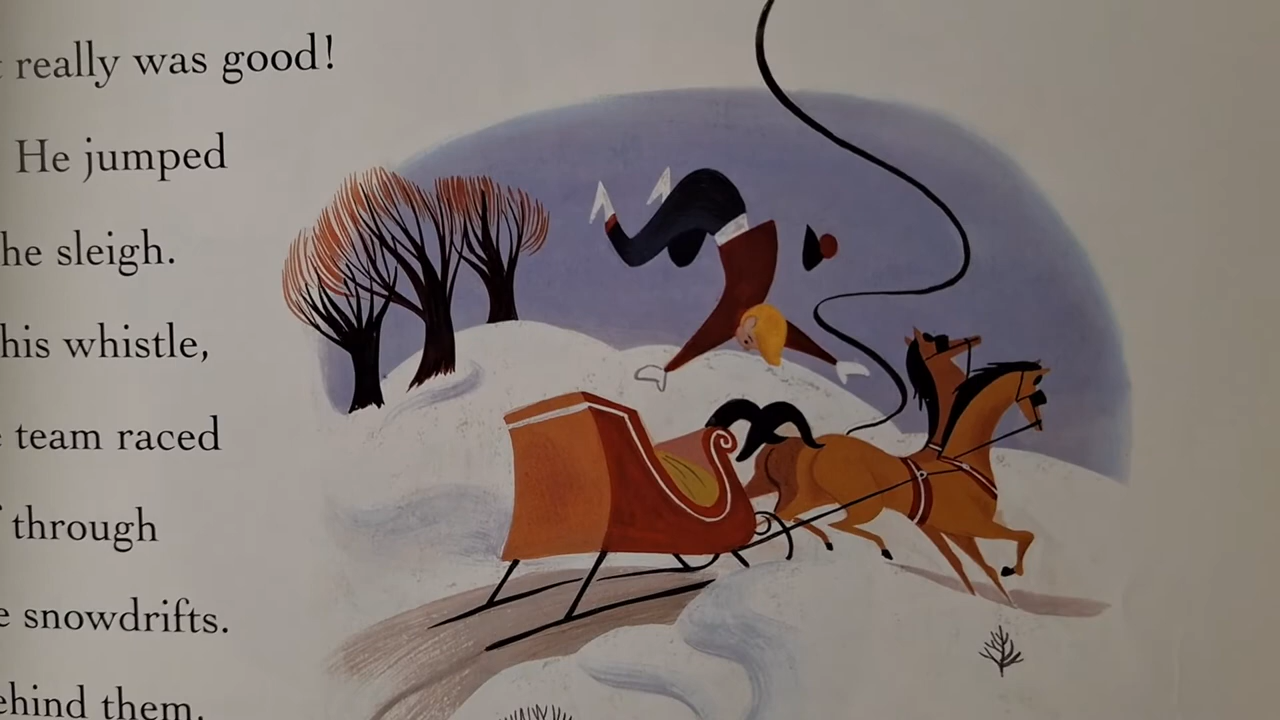 really was good!
He jumped
he sleigh.
his whistle,
team raced
through
snowdrifts.
ehind them.